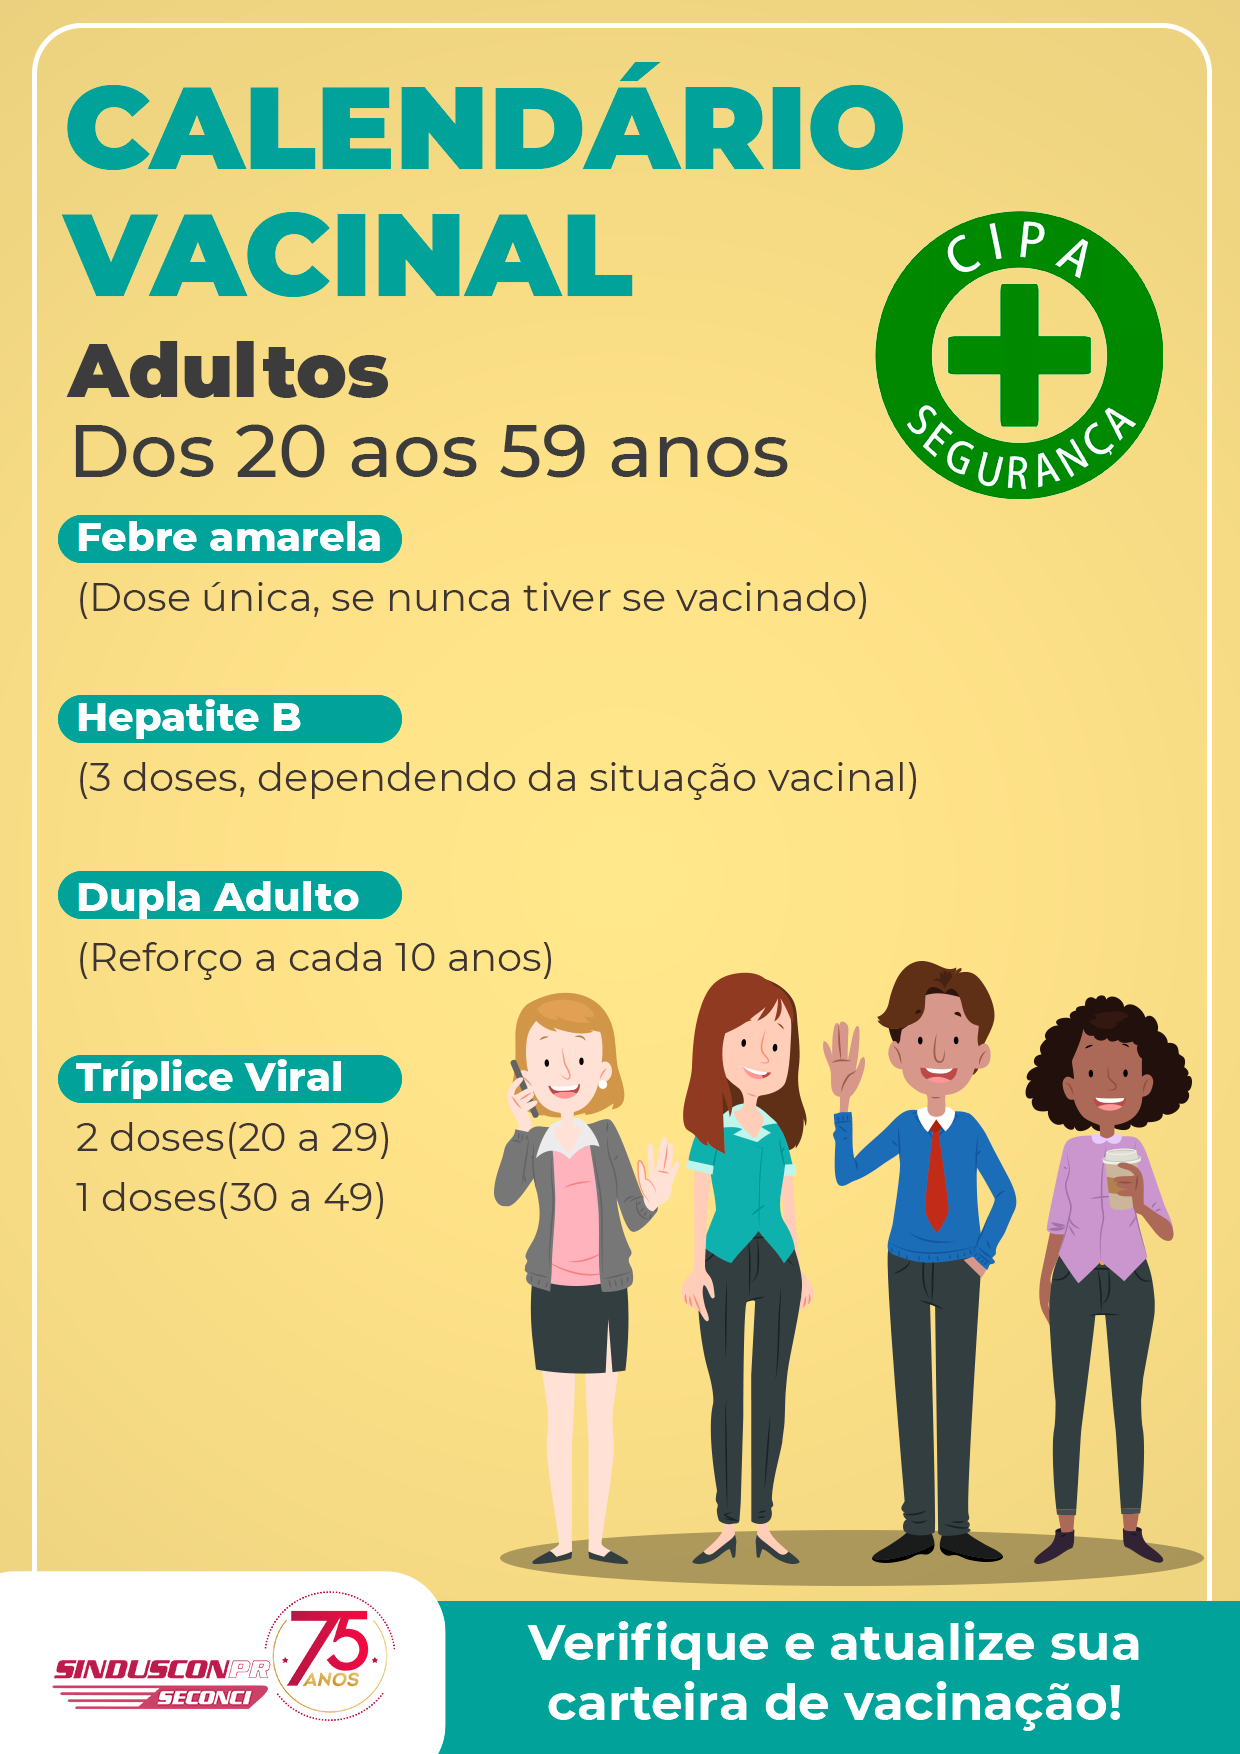 CALENDÁRIO
VACINAL
Adultos
Dos 20 aos 59 anos
CIPA
SEGURANÇA
Febre amarela
(Dose única, se nunca tiver se vacinado)
Hepatite B
(3 doses, dependendo da situação vacinal)
Dupla Adulto
(Reforço a cada 10 anos)
Tríplice Viral
2 doses(20 a 29)
1 doses(30 a 49)
SINDUSCONPR
SECONCI
75
ANOS
Verifique e atualize sua
carteira de vacinação!